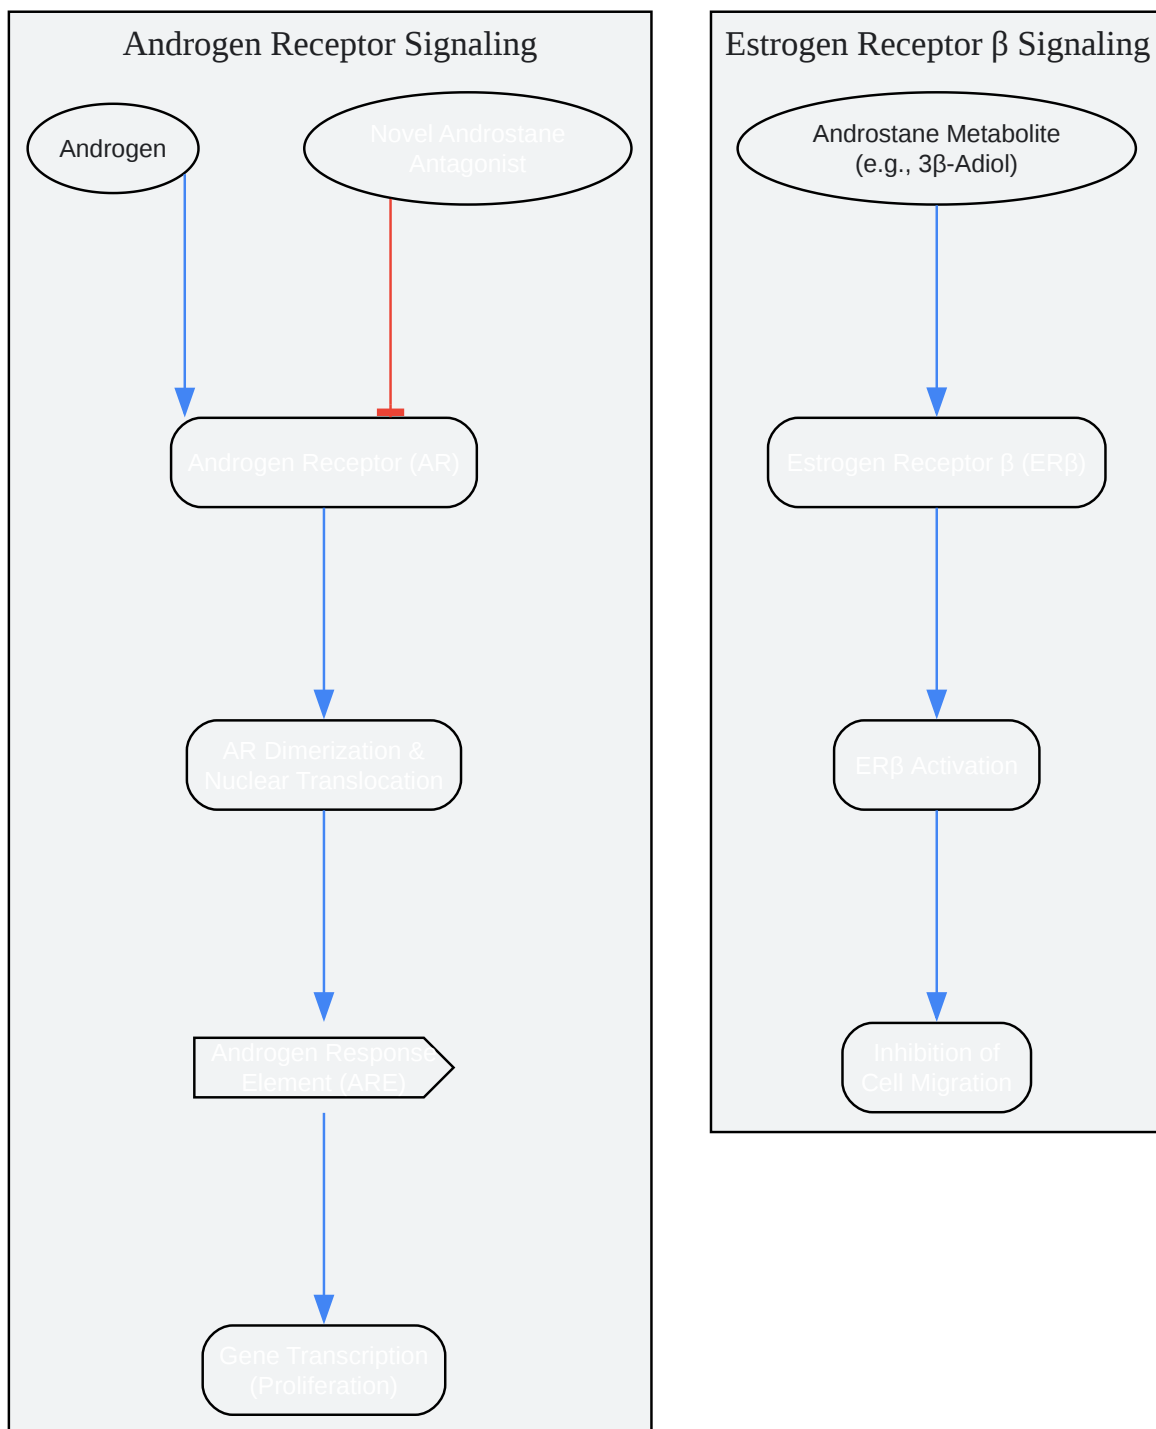 Androgen Receptor Signaling
Androgen
Novel Androstane
Antagonist
Androgen Receptor (AR)
AR Dimerization &
Nuclear Translocation
Androgen Response
Element (ARE)
Gene Transcription
(Proliferation)
Estrogen Receptor β Signaling
Androstane Metabolite
(e.g., 3β-Adiol)
Estrogen Receptor β (ERβ)
ERβ Activation
Inhibition of
Cell Migration